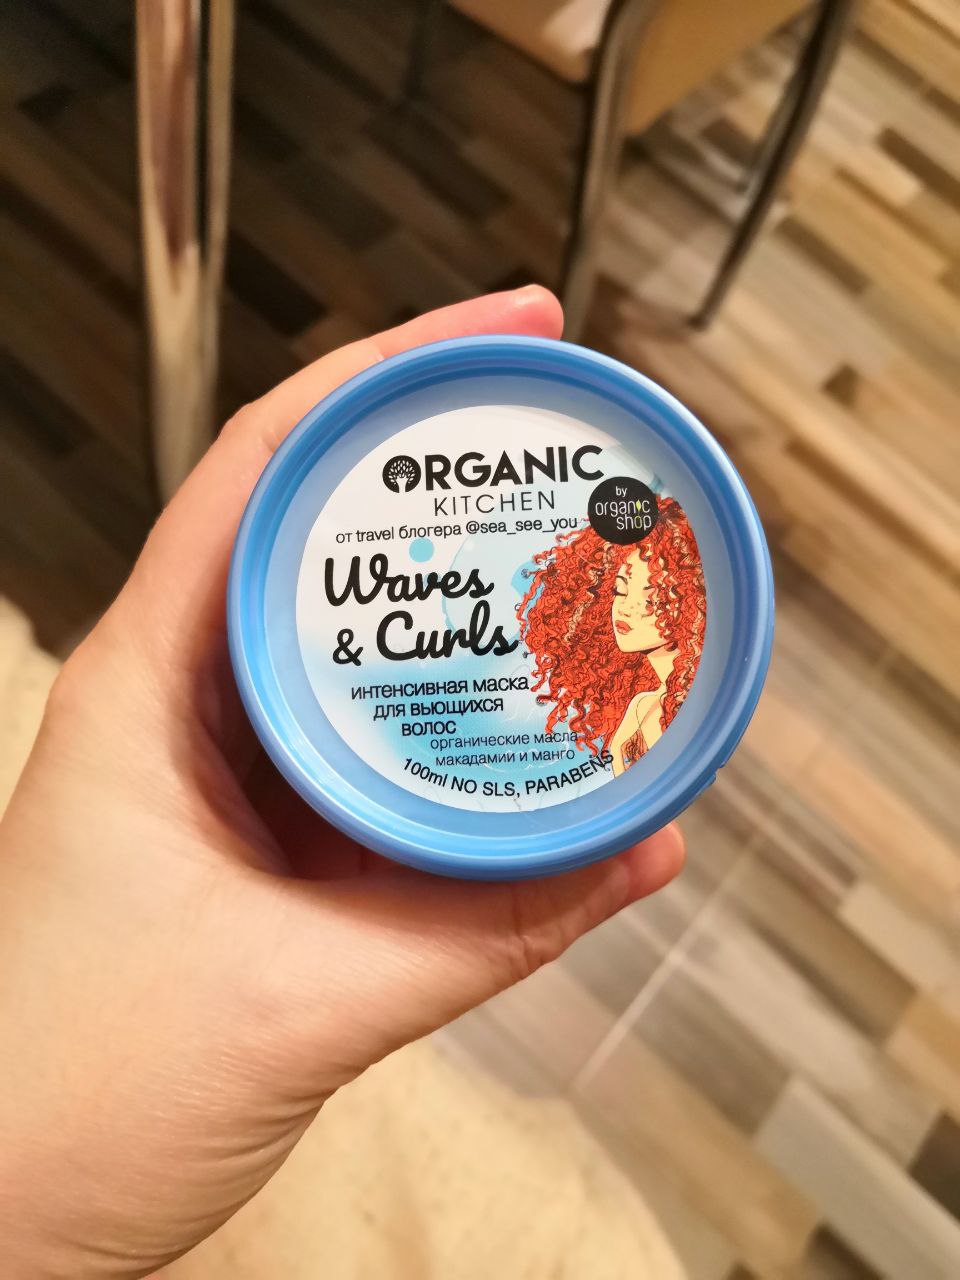 ORGANIC
KITCHEN
by
organic
shop
от travel блогера @sea_see_you
Waves
& Curls
интенсивная маска
для вьющихся
волос
органические масла
макадамии и манго
100ml NO SLS, PARABENS